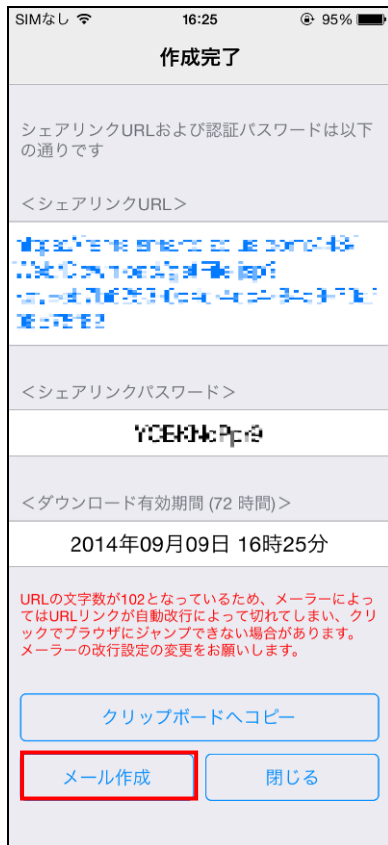 SIMなし 16:25 95%
作成完了
シェアリンクURLおよび認証パスワードは以下
の通りです
＜シェアリンクURL＞
＜シェアリンクパスワード＞
＜ダウンロード有効期間 (72 時間)＞
2014年09月09日 16時25分
URLの文字数が102となっているため、メーラーによっ
てはURLリンクが自動改行によって切れてしまい、クリ
ックでブラウザにジャンプできない場合があります。
メーラーの改行設定の変更をお願いします。
クリップボードへコピー
メール作成 閉じる